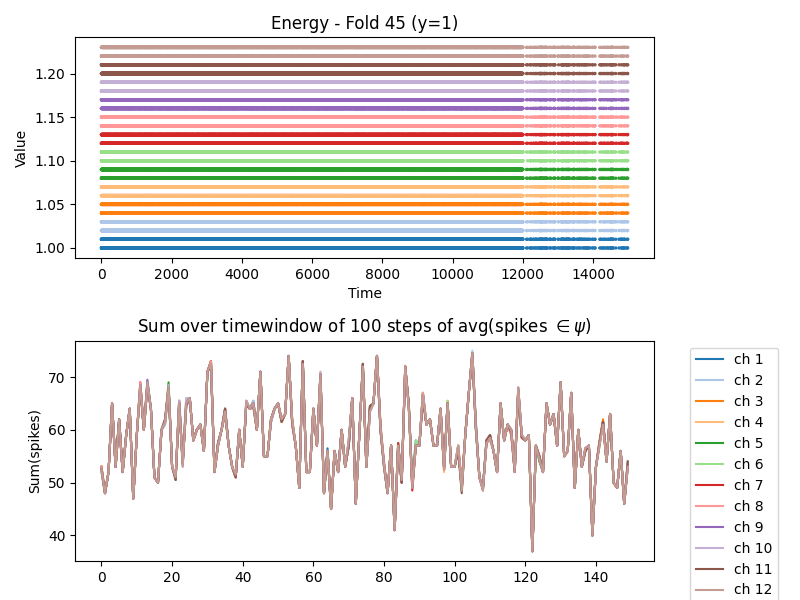 Energy - Fold 45 (y=1)
Value
1.20
1.15
1.10
1.05
1.00
0 2000 4000 6000 8000 10000 12000 14000
Time
Sum over timewindow of 100 steps of avg(spikes ∈ψ)
Sum(spikes)
70
60
50
40
0 20 40 60 80 100 120 140
ch 1
ch 2
ch 3
ch 4
ch 5
ch 6
ch 7
ch 8
ch 9
ch 10
ch 11
ch 12